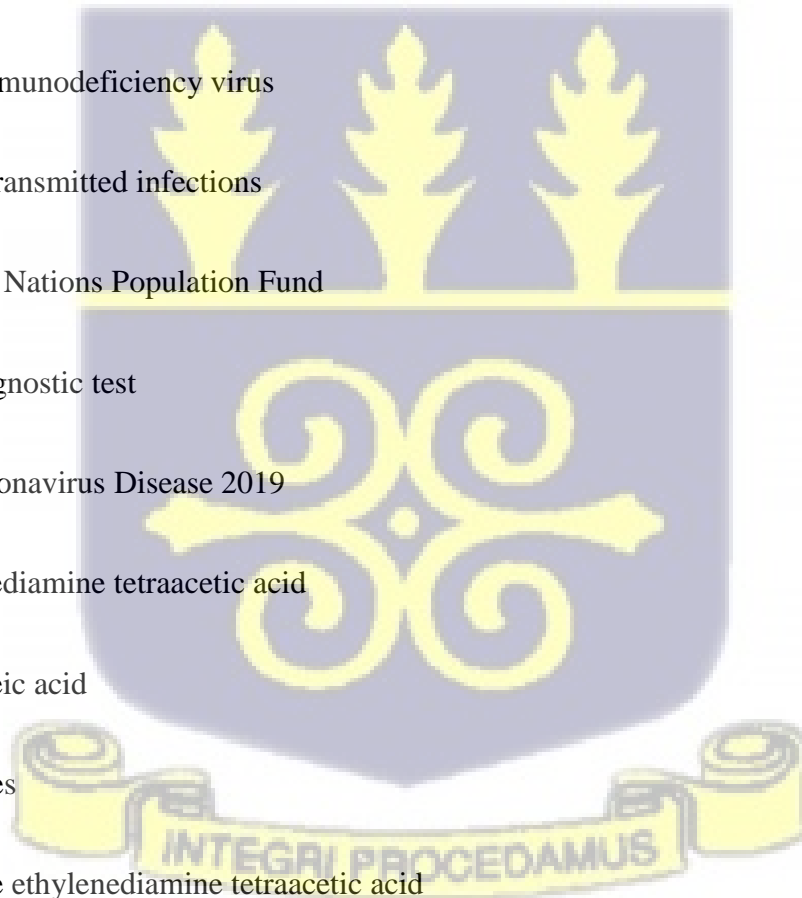 munodeficiency virus
ransmitted infections
Nations Population Fund
gnostic test
onavirus Disease 2019
ediamine tetraacetic acid
eic acid
es
INTEGRI PROCEDAMUS
e ethylenediamine tetraacetic acid